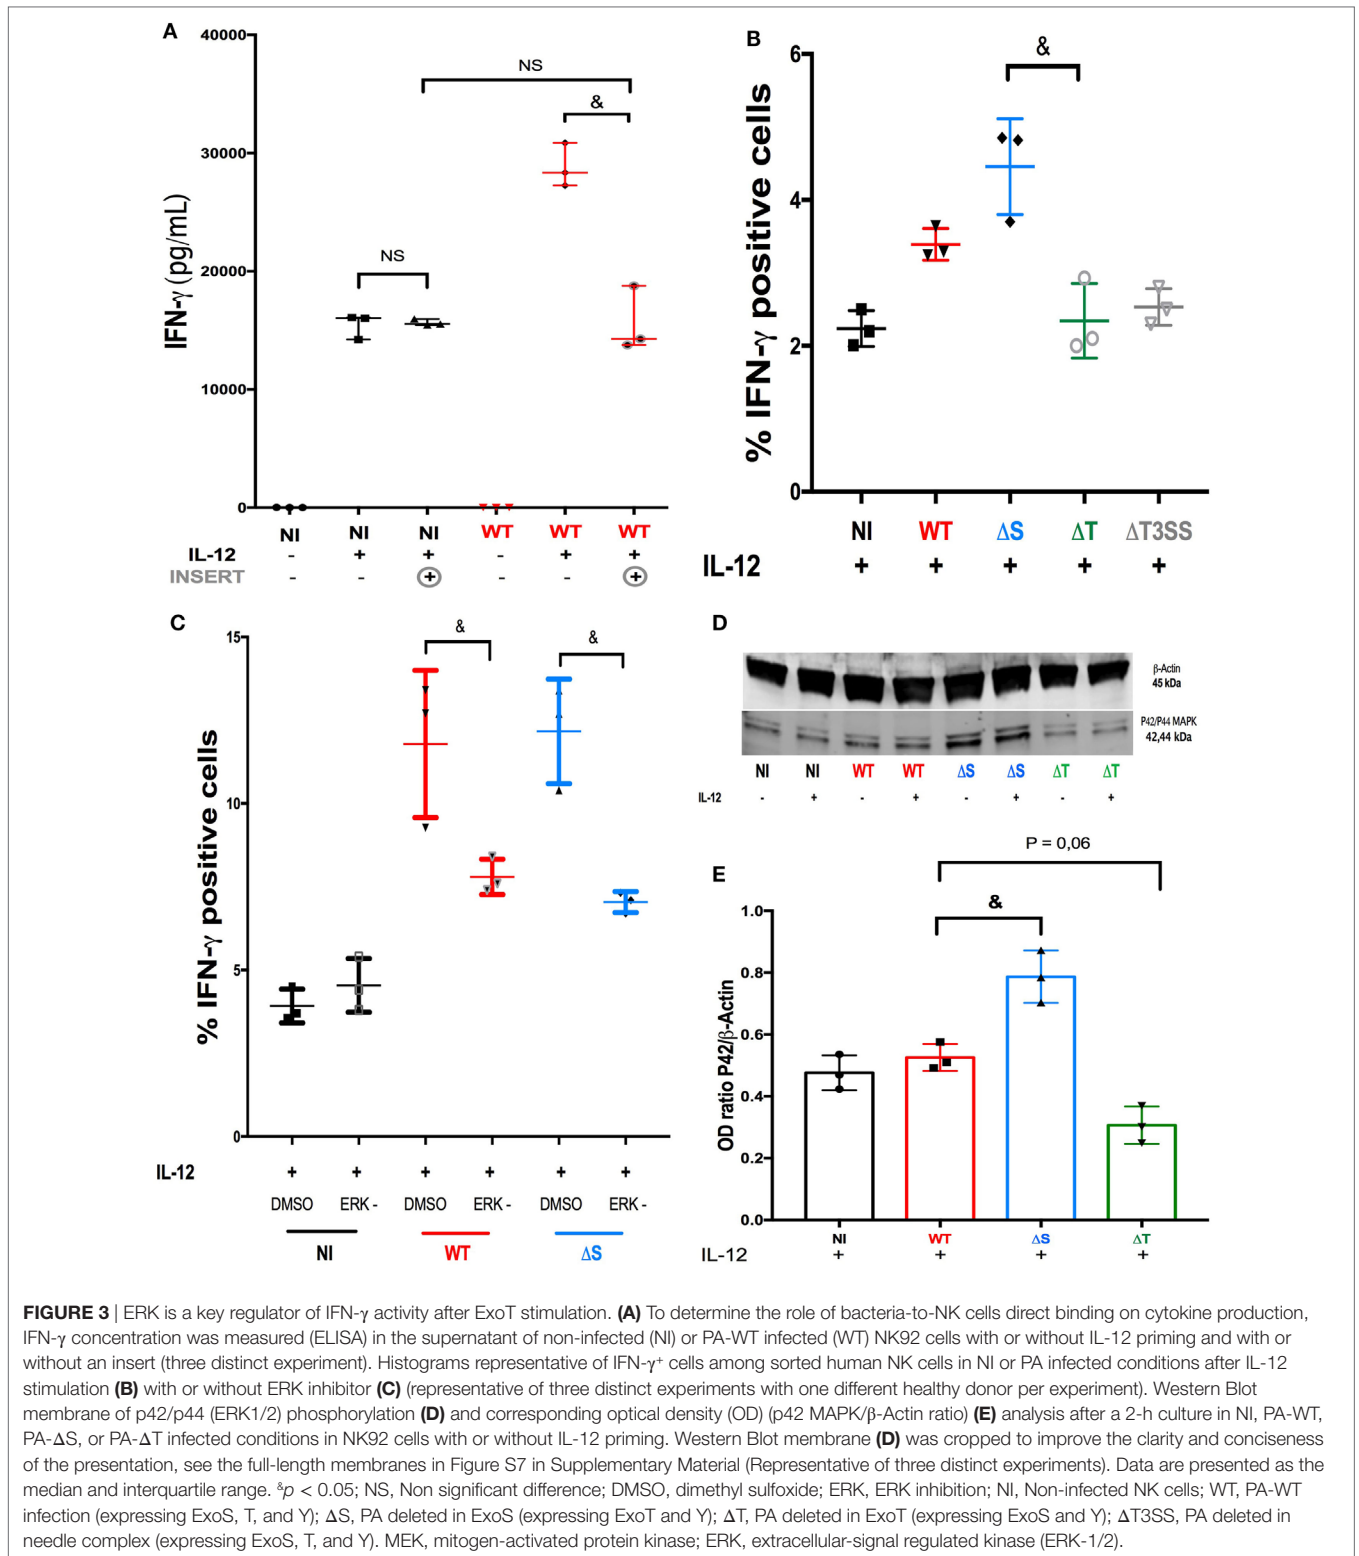 A
40000
30000
20000
10000
0
IFN-γ (pg/mL)
NS
NS
&
NI NI NI WT WT WT
IL-12 - + + - + +
INSERT - - + - - +
B
6
4
2
0
% IFN-γ positive cells
&
NI WT ΔS ΔT ΔT3SS
IL-12 + + + + +
C
15
10
5
0
% IFN-γ positive cells
&
&
IL-12 + + + + + +
DMSO ERK - DMSO ERK - DMSO ERK -
NI WT ΔS
D
β-Actin
45 kDa
P42/P44 MAPK
42,44 kDa
NI NI WT WT ΔS ΔS ΔT ΔT
IL-12 - + - + - + - +
E
P = 0,06
&
1.0
0.8
0.6
0.4
0.2
0.0
OD ratio P42/β-Actin
NI WT ΔS ΔT
IL-12 + + + +
FIGURE 3 | ERK is a key regulator of IFN-γ activity after ExoT stimulation. (A) To determine the role of bacteria-to-NK cells direct binding on cytokine production,
IFN-γ concentration was measured (ELISA) in the supernatant of non-infected (NI) or PA-WT infected (WT) NK92 cells with or without IL-12 priming and with or
without an insert (three distinct experiment). Histograms representative of IFN-γ⁺ cells among sorted human NK cells in NI or PA infected conditions after IL-12
stimulation (B) with or without ERK inhibitor (C) (representative of three distinct experiments with one different healthy donor per experiment). Western Blot
membrane of p42/p44 (ERK1/2) phosphorylation (D) and corresponding optical density (OD) (p42 MAPK/β-Actin ratio) (E) analysis after a 2-h culture in NI, PA-WT,
PA-ΔS, or PA-ΔT infected conditions in NK92 cells with or without IL-12 priming. Western Blot membrane (D) was cropped to improve the clarity and conciseness
of the presentation, see the full-length membranes in Figure S7 in Supplementary Material (Representative of three distinct experiments). Data are presented as the
median and interquartile range. &p < 0.05; NS, Non significant difference; DMSO, dimethyl sulfoxide; ERK, ERK inhibition; NI, Non-infected NK cells; WT, PA-WT
infection (expressing ExoS, T, and Y); ΔS, PA deleted in ExoS (expressing ExoT and Y); ΔT, PA deleted in ExoT (expressing ExoS and Y); ΔT3SS, PA deleted in
needle complex (expressing ExoS, T, and Y). MEK, mitogen-activated protein kinase; ERK, extracellular-signal regulated kinase (ERK-1/2).